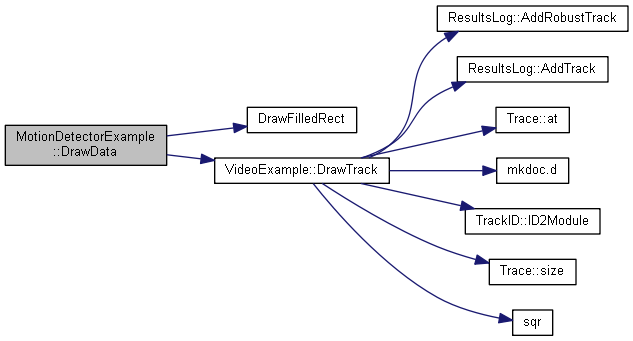 MotionDetectorExample
::DrawData
DrawFilledRect
VideoExample::DrawTrack
ResultsLog::AddRobustTrack
ResultsLog::AddTrack
Trace::at
mkdoc.d
TrackID::ID2Module
Trace::size
sqr